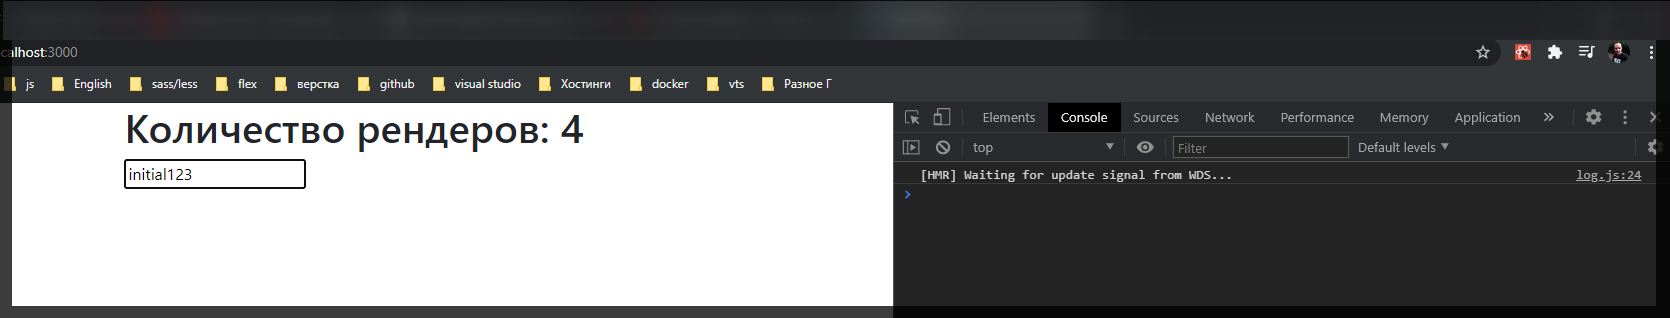 calhost:3000
js English sass/less flex верстка github visual studio Хостинги docker vts Разное Г
Количество рендеров: 4
initial123
Elements Console Sources Network Performance Memory Application »
top Filter Default levels
[HMR] Waiting for update signal from WDS... log.js:24